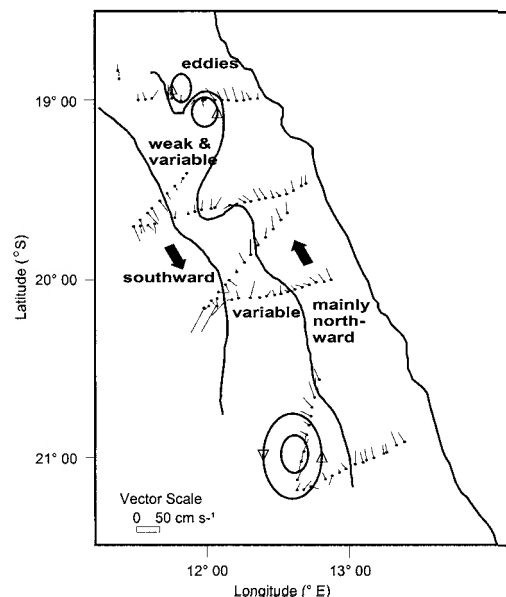 eddies
19° 00
weak &
variable
20° 00
southward
variable
mainly
north-
ward
21° 00
Vector Scale
0 50 cm s-¹
12° 00
13° 00
Longitude (° E)
Latitude (°S)